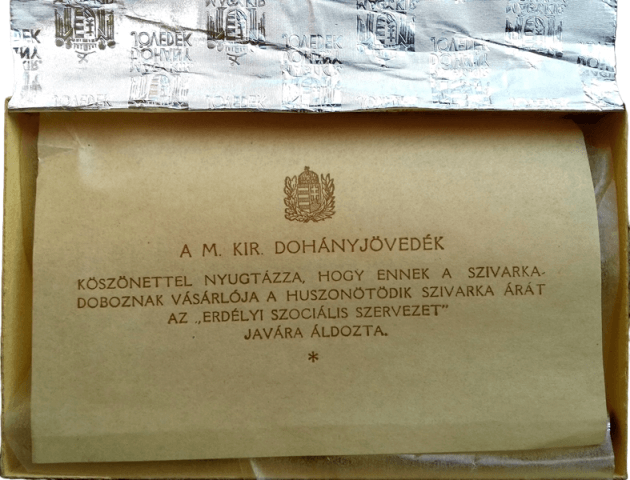 A M. KIR. DOHÁNYJÖVEDÉK
KÖSZÖNETTEL NYUGTÁZZA, HOGY ENNEK A SZIVARKA-
DOBOZNAK VÁSÁRLÓJA A HUSZONÖTÖDIK SZIVARKA ÁRÁT
AZ „ERDÉLYI SZOCIÁLIS SZERVEZET”
JAVÁRA ÁLDOZTA.
*